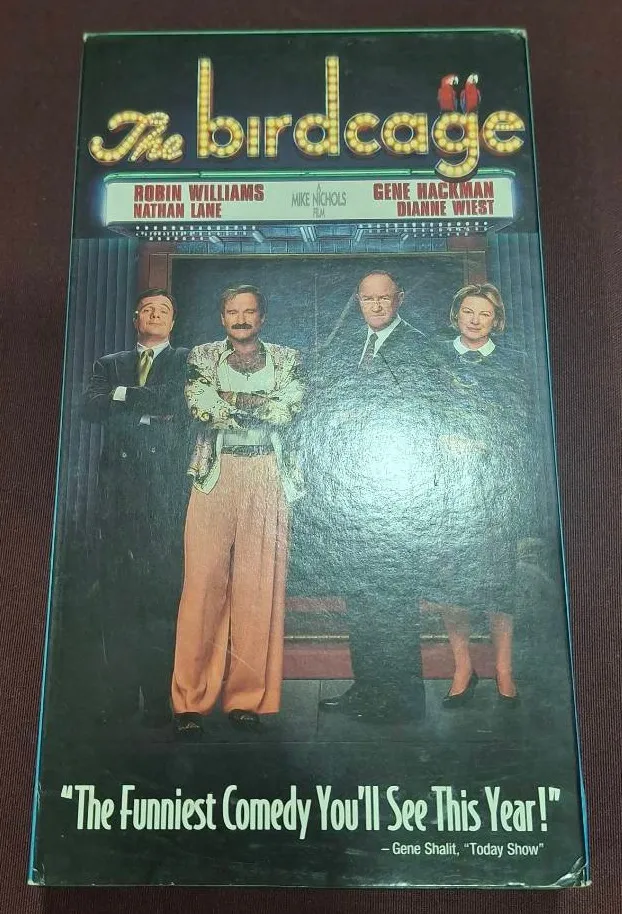 The birdcage
ROBIN WILLIAMS
NATHAN LANE
A
MIKE NICHOLS
FILM
GENE HACKMAN
DIANNE WIEST
"The Funniest Comedy You'll See This Year!"
– Gene Shalit, "Today Show"